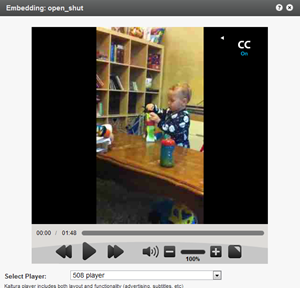 Embedding: open_shut
CC
On
00:00 / 01:48
100%
Select Player: 508 player
Kaltura player includes both layout and functionality (advertising, subtitles, etc)